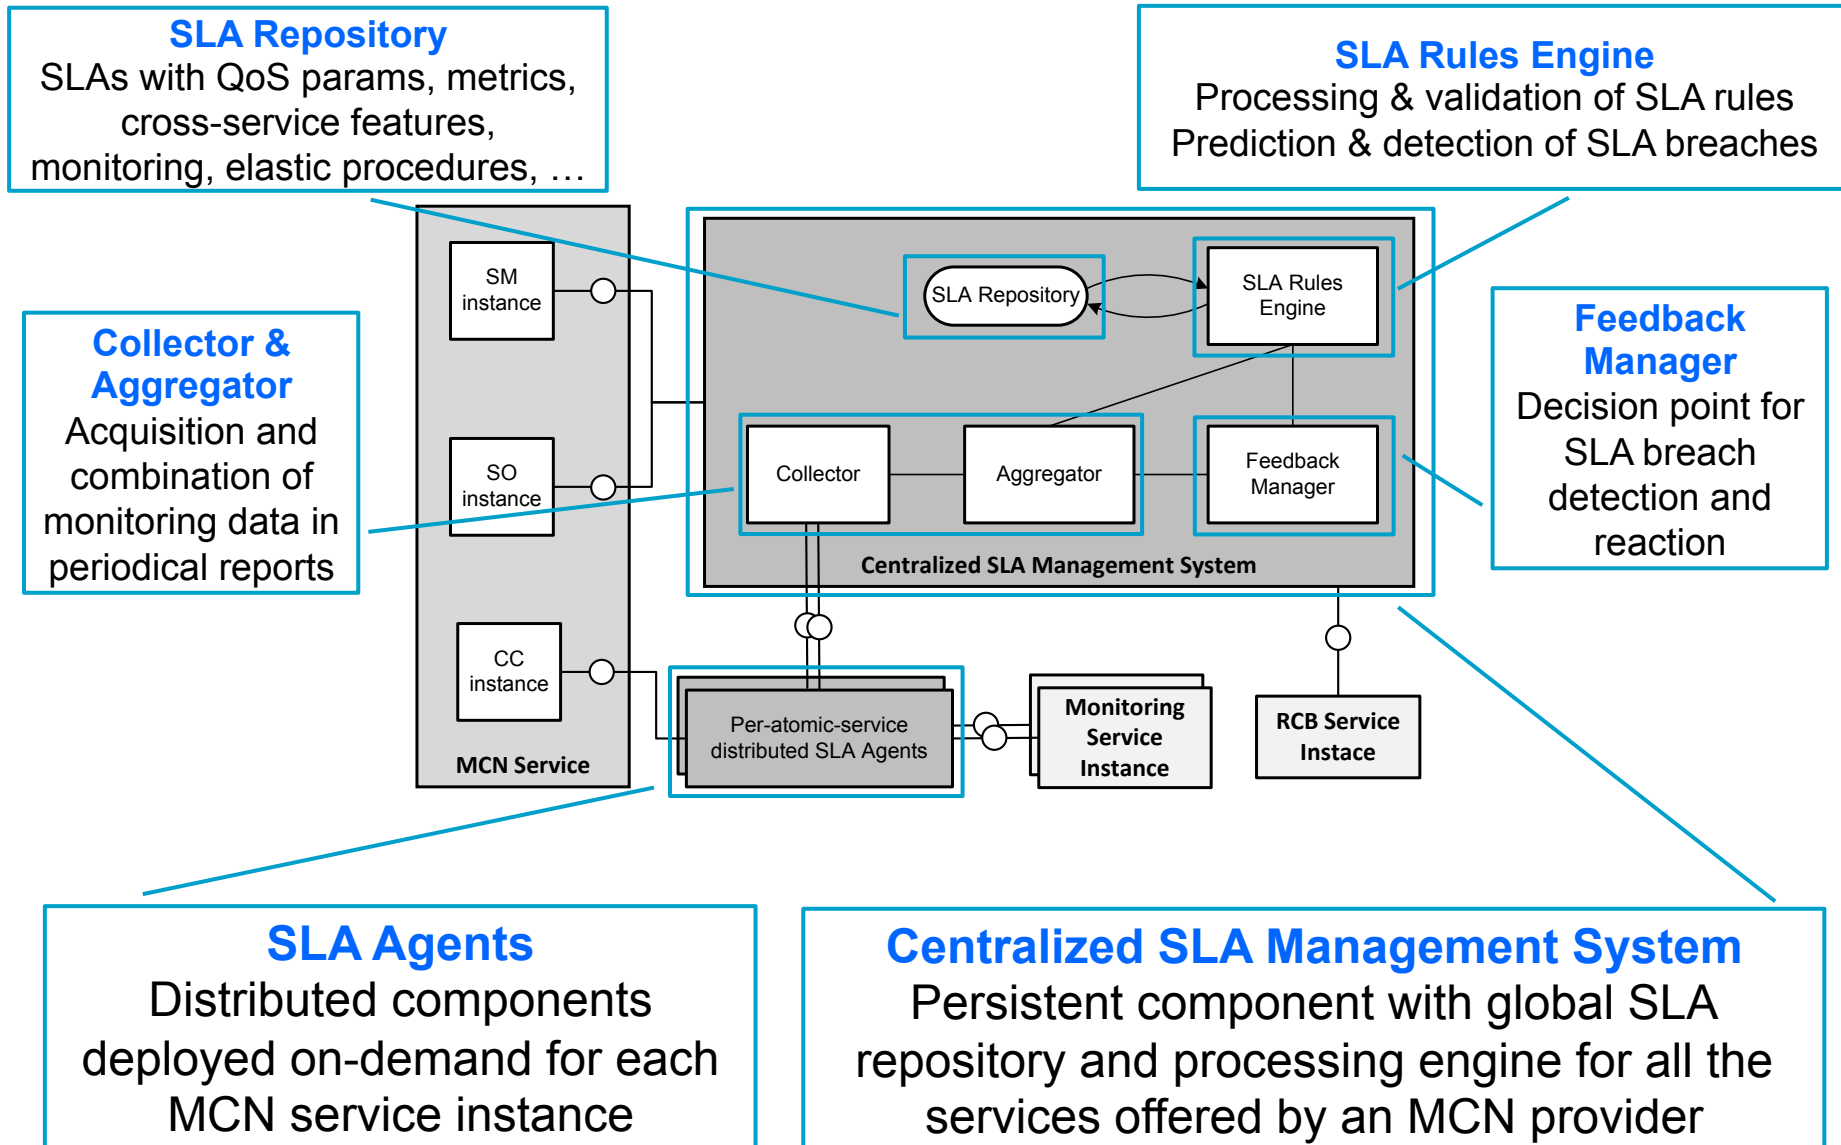 SLA Repository
SLAs with QoS params, metrics,
cross-service features,
monitoring, elastic procedures, …
SLA Rules Engine
Processing & validation of SLA rules
Prediction & detection of SLA breaches
SM
instance
SLA Repository
SLA Rules
Engine
Collector &
Aggregator
Acquisition and
combination of
monitoring data in
periodical reports
Feedback
Manager
Decision point for
SLA breach
detection and
reaction
SO
instance
Collector
Aggregator
Feedback
Manager
Centralized SLA Management System
CC
instance
MCN Service
Per-atomic-service
distributed SLA Agents
Monitoring
Service
Instance
RCB Service
Instace
SLA Agents
Distributed components
deployed on-demand for each
MCN service instance
Centralized SLA Management System
Persistent component with global SLA
repository and processing engine for all the
services offered by an MCN provider